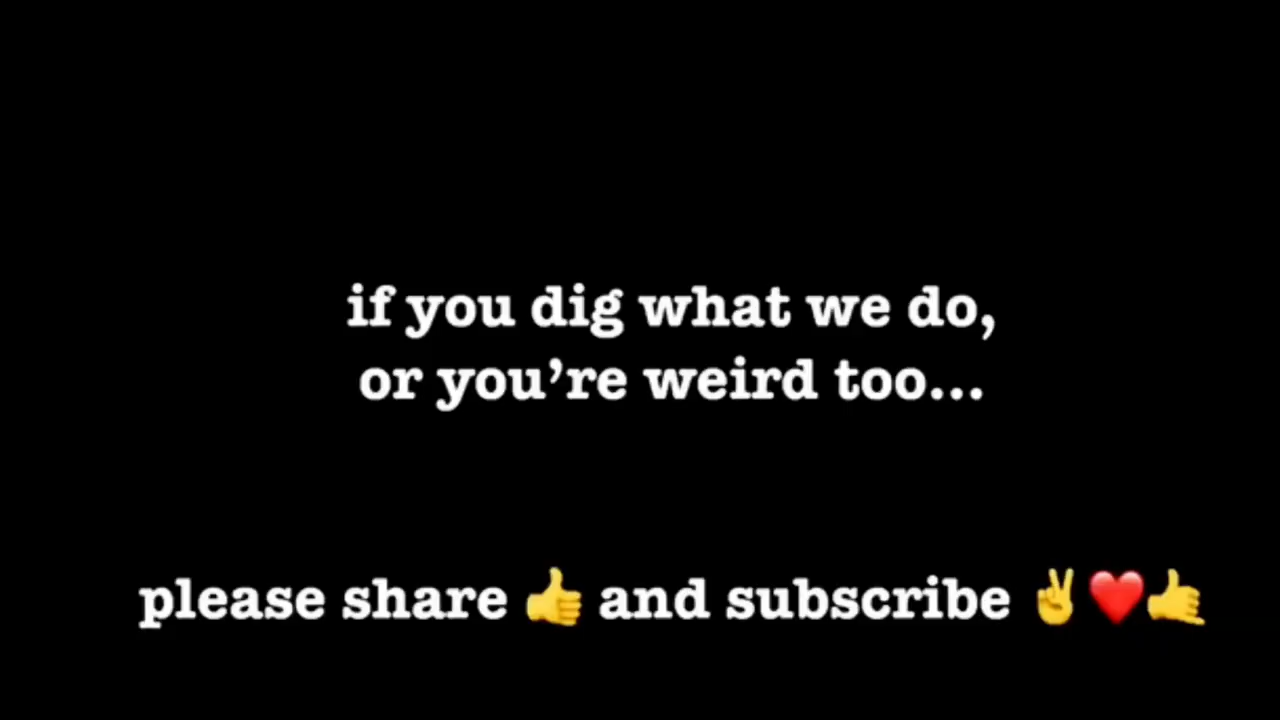 if you dig what we do,
or you’re weird too...
please share 👍 and subscribe ✌️❤️🤙